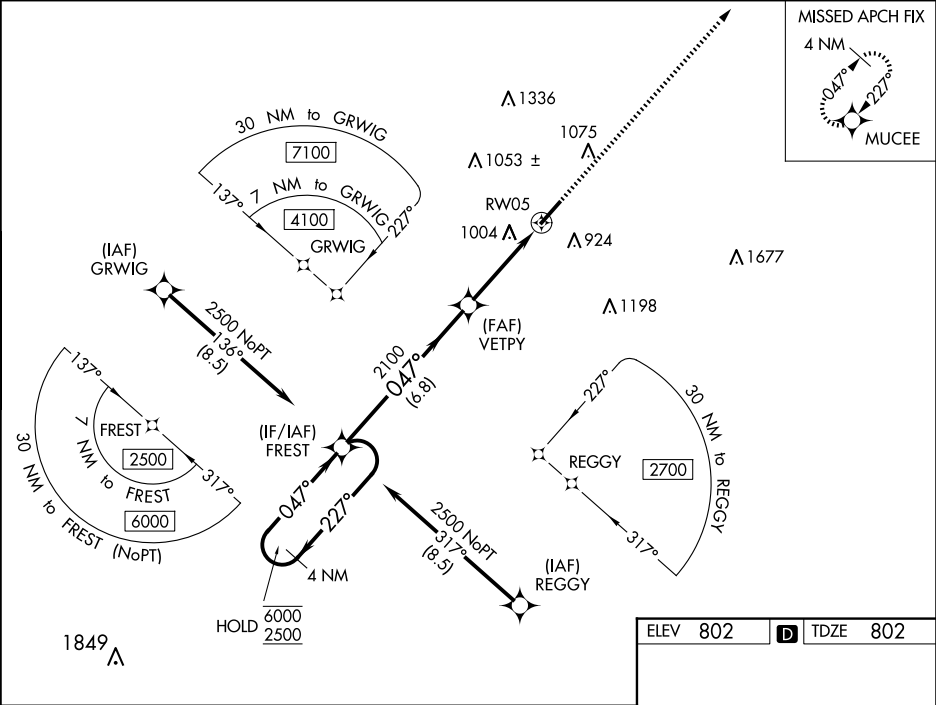 MISSED APCH FIX
4 NM
047°
227°
MUCEE
1336
1075
1053 ±
RW05
1004
924
1677
1198
30 NM to GRWIG
7100
7 NM to GRWIG
4100
137°
227°
GRWIG
(IAF)
GRWIG
2500 NoPT
136°
(8.5)
(FAF)
VETPY
2100
047°
(6.8)
(IF/IAF)
FREST
137°
FREST
2500
7 NM to FREST
6000
317°
30 NM to FREST (NoPT)
047°
227°
4 NM
HOLD
6000
2500
227°
30 NM to REGGY
REGGY
2700
317°
2500 NoPT
317°
(8.5)
(IAF)
REGGY
1849
ELEV 802 D TDZE 802